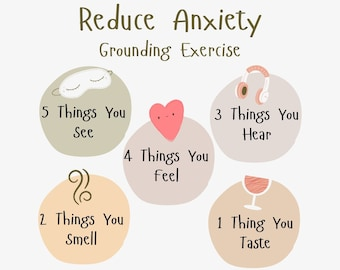 Reduce Anxiety
Grounding Exercise
5 Things You
See
4 Things You
Feel
3 Things You
Hear
2 Things You
Smell
1 Thing You
Taste